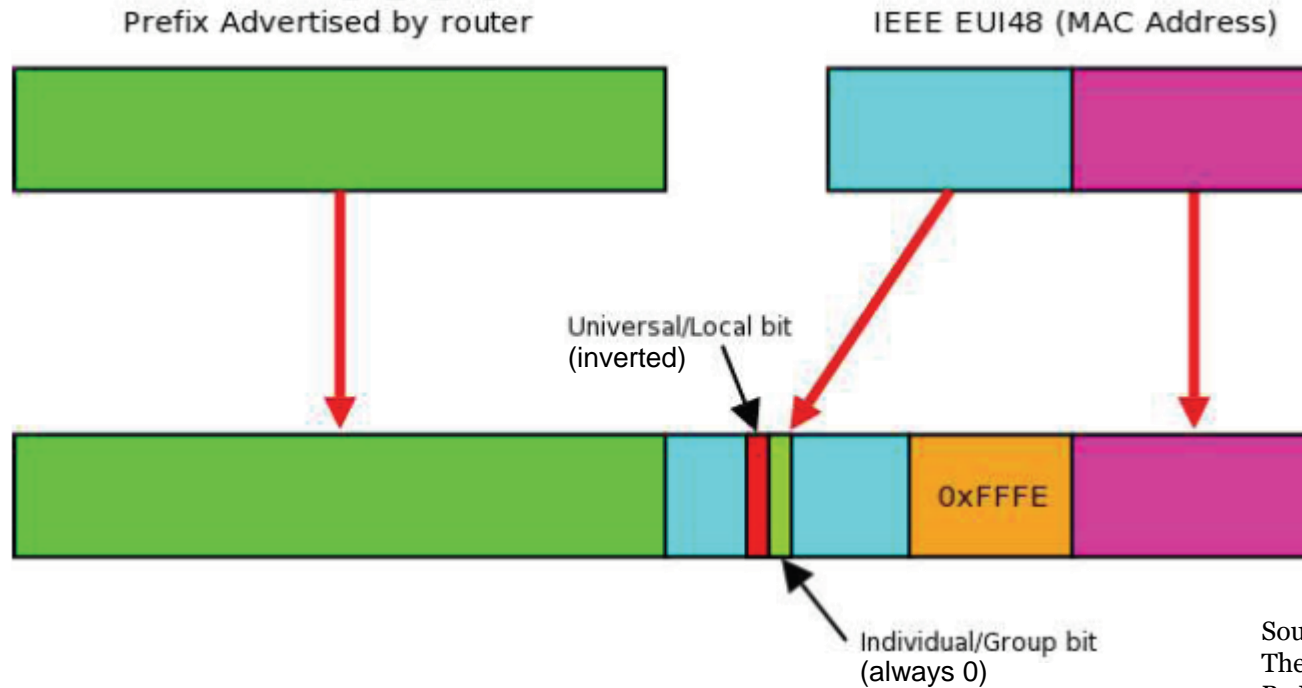 Prefix Advertised by router
IEEE EUI48 (MAC Address)
Universal/Local bit
(inverted)
0xFFFE
Individual/Group bit
(always 0)
Sou
The